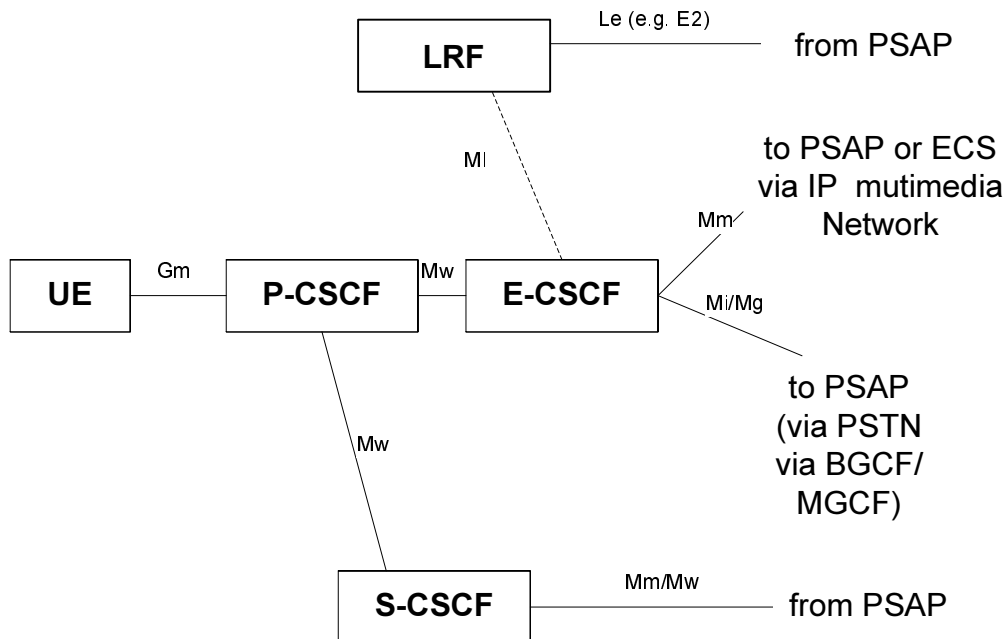 Le (e.g. E2)
from PSAP
LRF
Ml
to PSAP or ECS
via IP mutimedia
Network
Mm
Gm
Mw
UE
P-CSCF
E-CSCF
Mi/Mg
to PSAP
(via PSTN
via BGCF/
MGCF)
Mw
Mm/Mw
S-CSCF
from PSAP